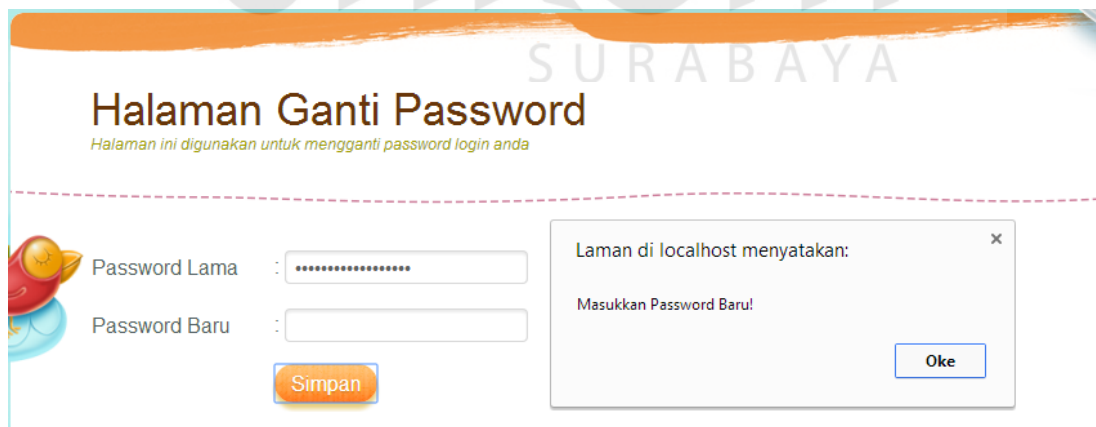 SURABAYA
Halaman Ganti Password
Halaman ini digunakan untuk mengganti password login anda
Password Lama : ••••••••••••••••••
Password Baru :
Simpan
Laman di localhost menyatakan:
Masukkan Password Baru!
Oke